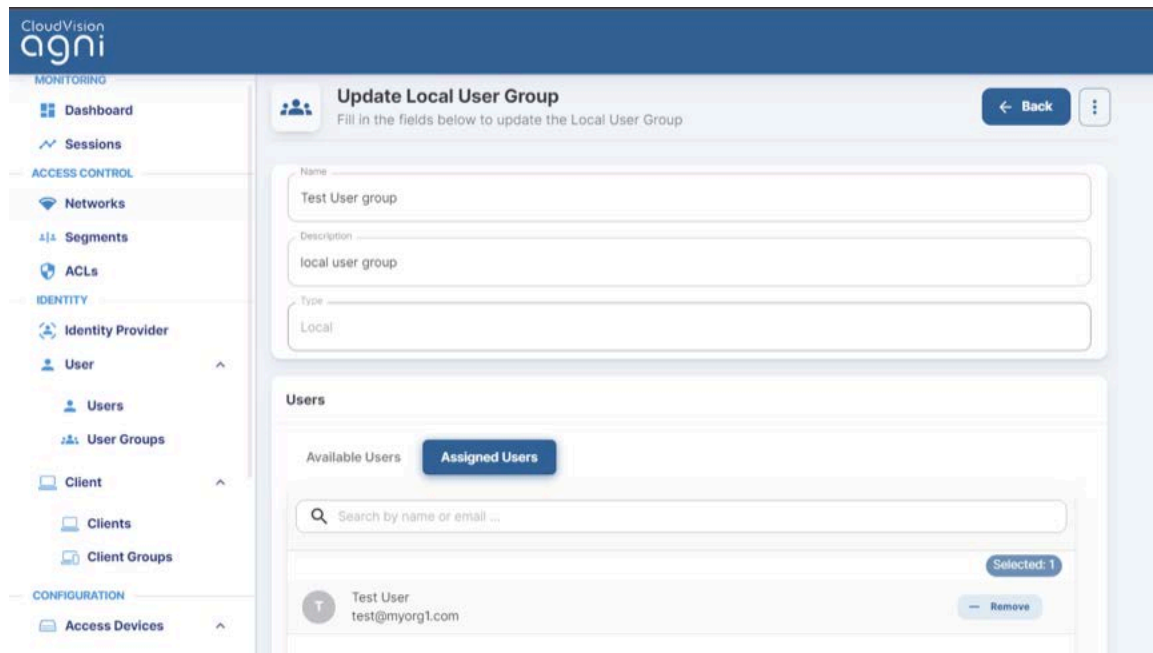 CloudVision
agni
MONITORING
Dashboard
Sessions
ACCESS CONTROL
Networks
Segments
ACLs
IDENTITY
Identity Provider
User
Users
User Groups
Client
Clients
Client Groups
CONFIGURATION
Access Devices
Update Local User Group
Fill in the fields below to update the Local User Group
Back
Name
Test User group
Description
local user group
Type
Local
Users
Available Users
Assigned Users
Search by name or email ...
Selected: 1
T
Test User
test@myorg1.com
Remove